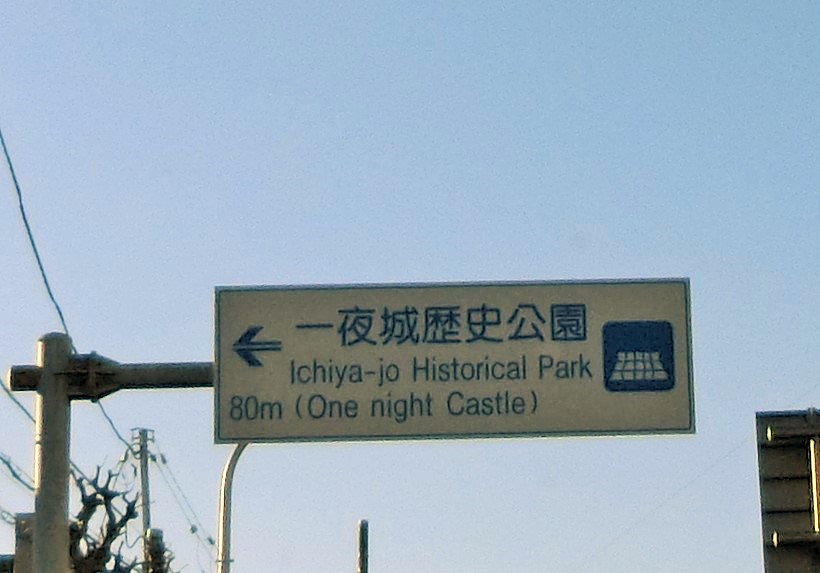 ← 一夜城歴史公園
Ichiya-jo Historical Park
80m (One night Castle)